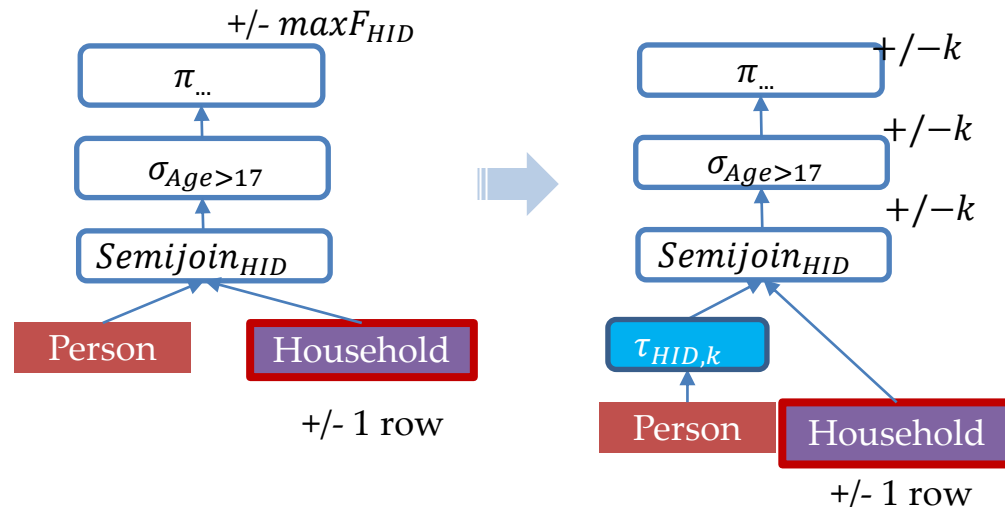 +/- maxF_HID
π_...
σ_Age>17
Semijoin_HID
Person
Household
+/- 1 row
+/−k
π_...
+/−k
σ_Age>17
+/−k
Semijoin_HID
τ_HID,k
Person
Household
+/- 1 row